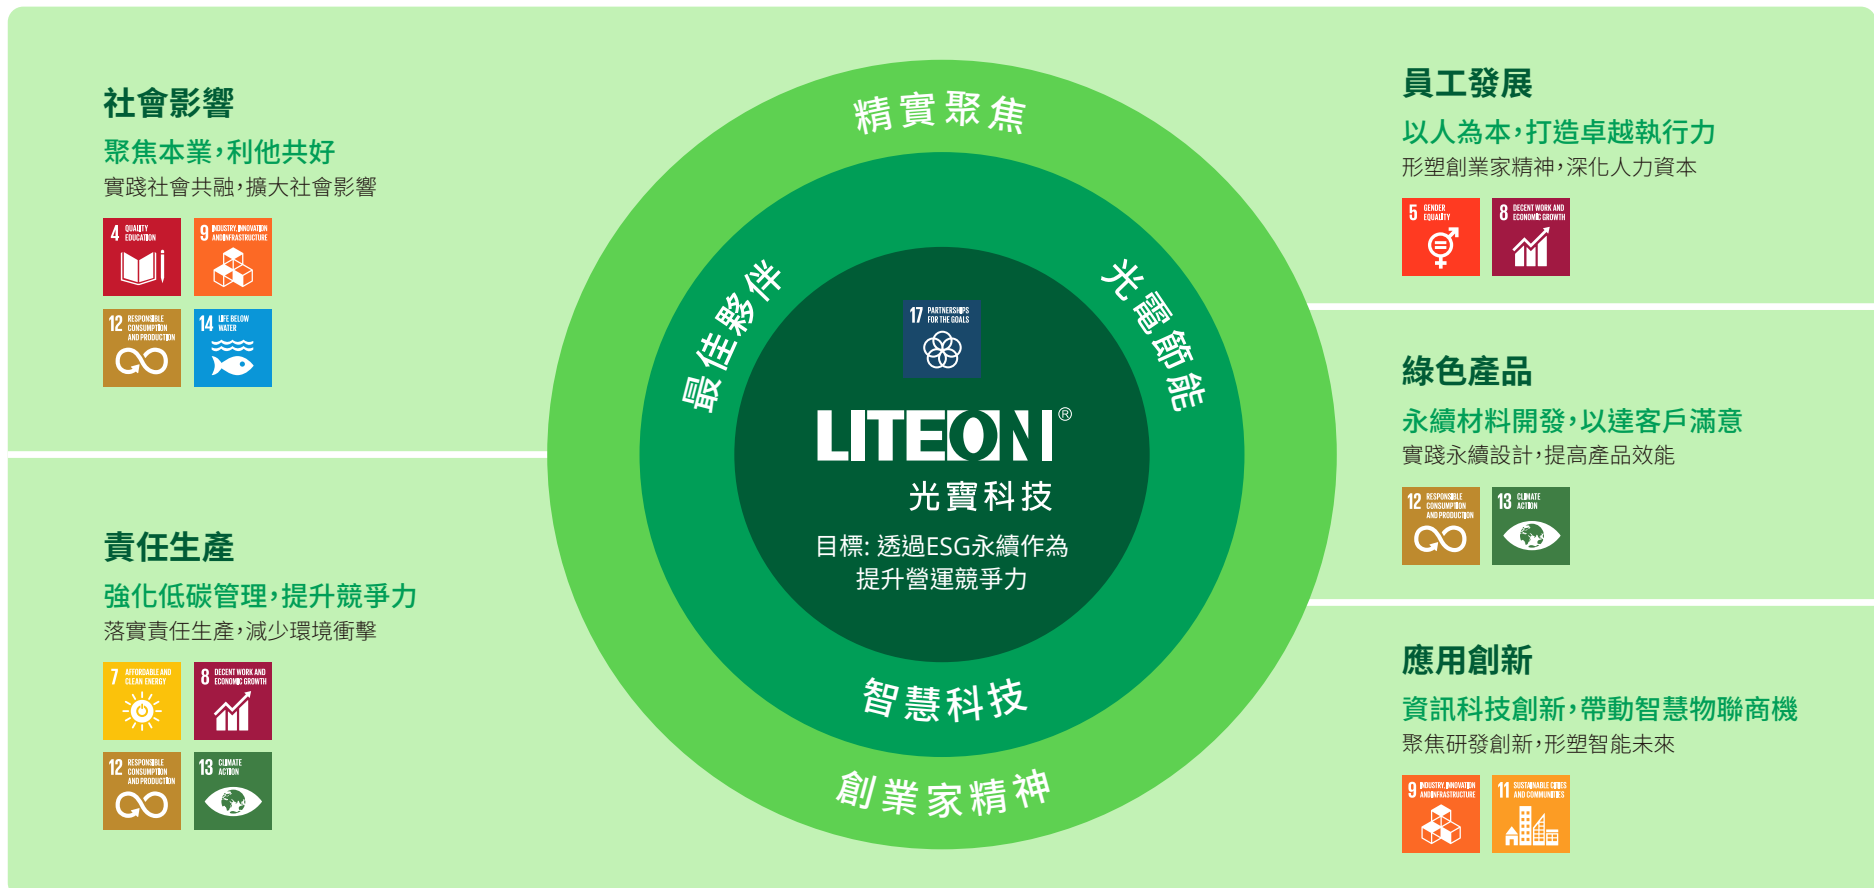 社會影響
聚焦本業，利他共好
實踐社會共融，擴大社會影響
4 QUALITY
EDUCATION
9 INDUSTRY, INNOVATION
AND INFRASTRUCTURE
12 RESPONSIBLE
CONSUMPTION
AND PRODUCTION
14 LIFE BELOW
WATER
責任生產
強化低碳管理，提升競爭力
落實責任生產，減少環境衝擊
7 AFFORDABLE AND
CLEAN ENERGY
8 DECENT WORK AND
ECONOMIC GROWTH
12 RESPONSIBLE
CONSUMPTION
AND PRODUCTION
13 CLIMATE
ACTION
精實聚焦
最佳夥伴
光電節能
17 PARTNERSHIPS
FOR THE GOALS
LITEON®
光寶科技
目標: 透過ESG永續作為
提升營運競爭力
智慧科技
創業家精神
員工發展
以人為本，打造卓越執行力
形塑創業家精神，深化人力資本
5 GENDER
EQUALITY
8 DECENT WORK AND
ECONOMIC GROWTH
綠色產品
永續材料開發，以達客戶滿意
實踐永續設計，提高產品效能
12 RESPONSIBLE
CONSUMPTION
AND PRODUCTION
13 CLIMATE
ACTION
應用創新
資訊科技創新，帶動智慧物聯商機
聚焦研發創新，形塑智能未來
9 INDUSTRY, INNOVATION
AND INFRASTRUCTURE
11 SUSTAINABLE CITIES
AND COMMUNITIES